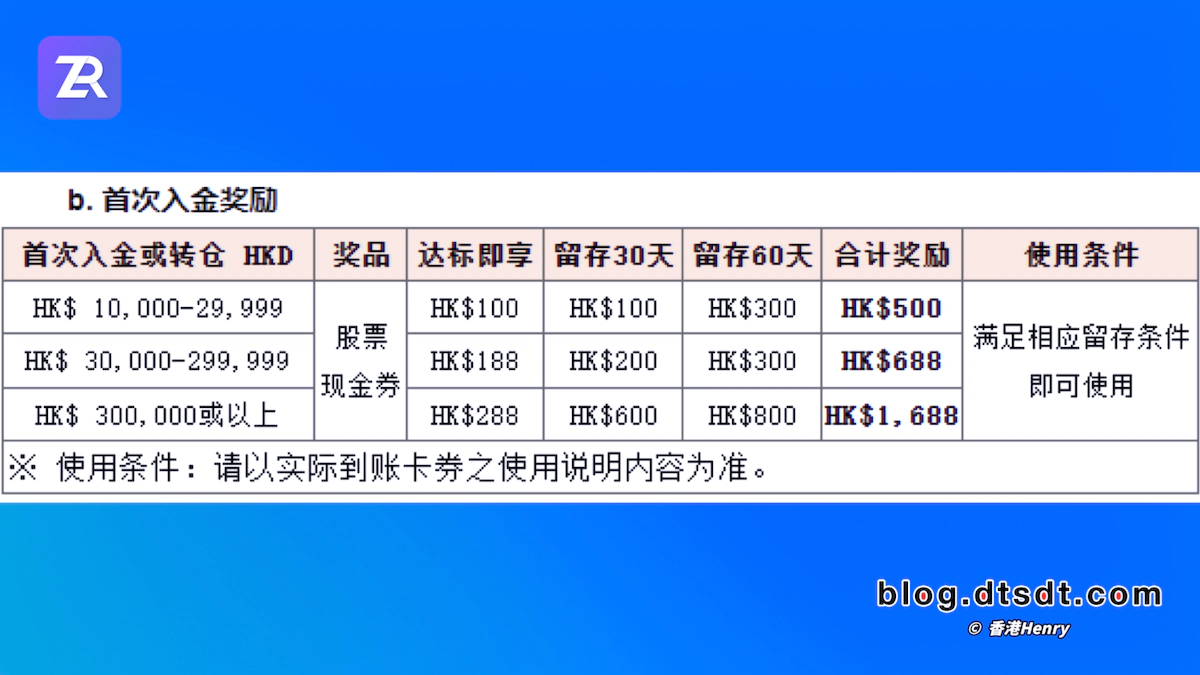 ZR
b. 首次入金奖励
首次入金或转仓 HKD 奖品 达标即享 留存30天 留存60天 合计奖励 使用条件
HK$ 10,000-29,999 HK$100 HK$100 HK$300 HK$500
股票 满足相应留存条件
HK$ 30,000-299,999 HK$188 HK$200 HK$300 HK$688
现金券 即可使用
HK$ 300,000或以上 HK$288 HK$600 HK$800 HK$1,688
※ 使用条件：请以实际到账卡券之使用说明内容为准。
blog.dtsdt.com
© 香港Henry